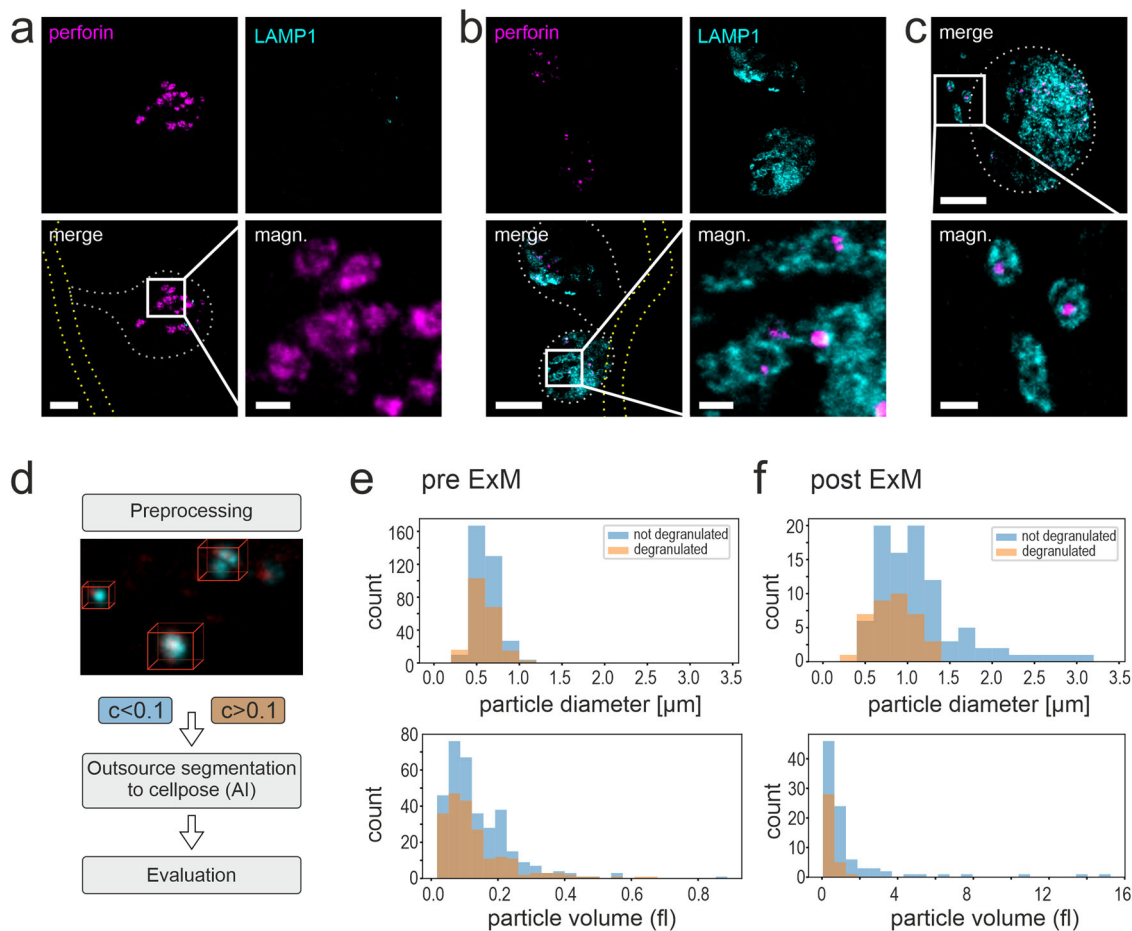 a
perforin
LAMP1
merge
magn.
b
perforin
LAMP1
merge
magn.
c
merge
d
Preprocessing
c<0.1
c>0.1
Outsource segmentation
to cellpose (AI)
Evaluation
e
pre ExM
not degranulated
degranulated
count
160
120
80
40
0
0.0 0.5 1.0 1.5 2.0 2.5 3.0 3.5
particle diameter [µm]
count
80
60
40
20
0
0.0 0.2 0.4 0.6 0.8
particle volume (fl)
f
post ExM
not degranulated
degranulated
count
20
15
10
5
0
0.0 0.5 1.0 1.5 2.0 2.5 3.0 3.5
particle diameter [µm]
count
40
30
20
10
0
0 4 8 12 16
particle volume (fl)